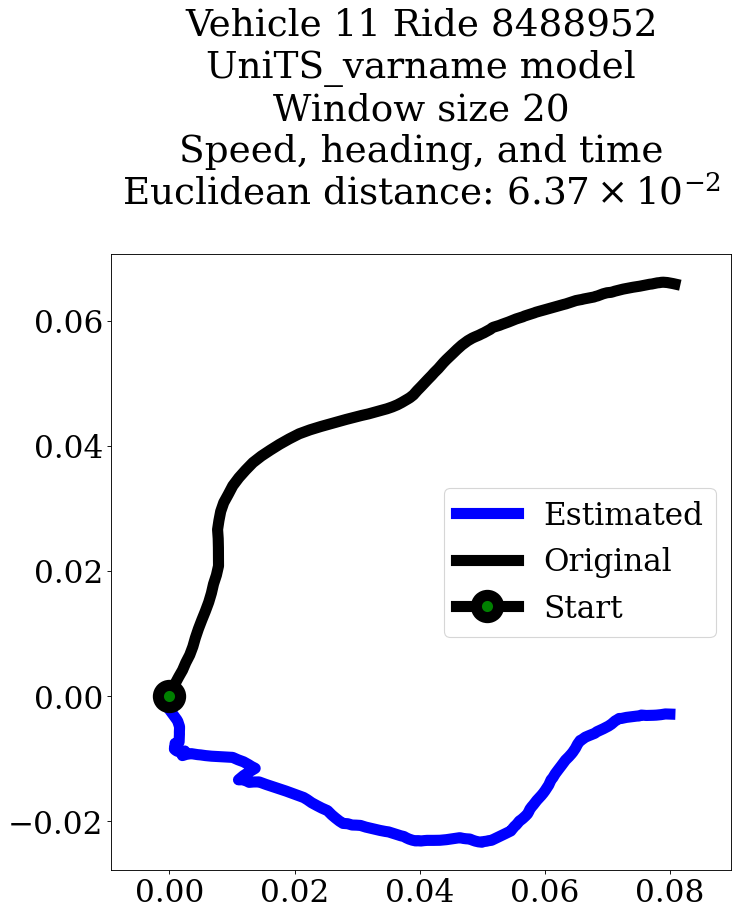 Vehicle 11 Ride 8488952
UniTS_varname model
Window size 20
Speed, heading, and time
Euclidean distance: 6.37 × 10⁻²
0.06
0.04
0.02
0.00
−0.02
Estimated
Original
Start
0.00 0.02 0.04 0.06 0.08